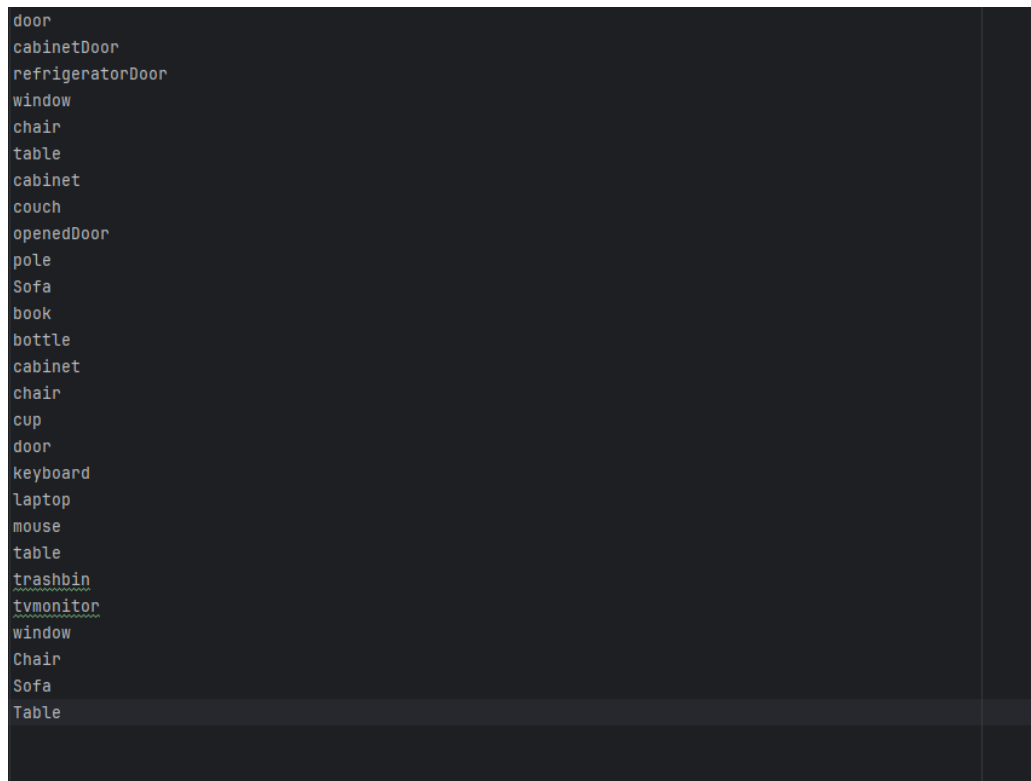 door
cabinetDoor
refrigeratorDoor
window
chair
table
cabinet
couch
openedDoor
pole
Sofa
book
bottle
cabinet
chair
cup
door
keyboard
laptop
mouse
table
trashbin
tvmonitor
window
Chair
Sofa
Table